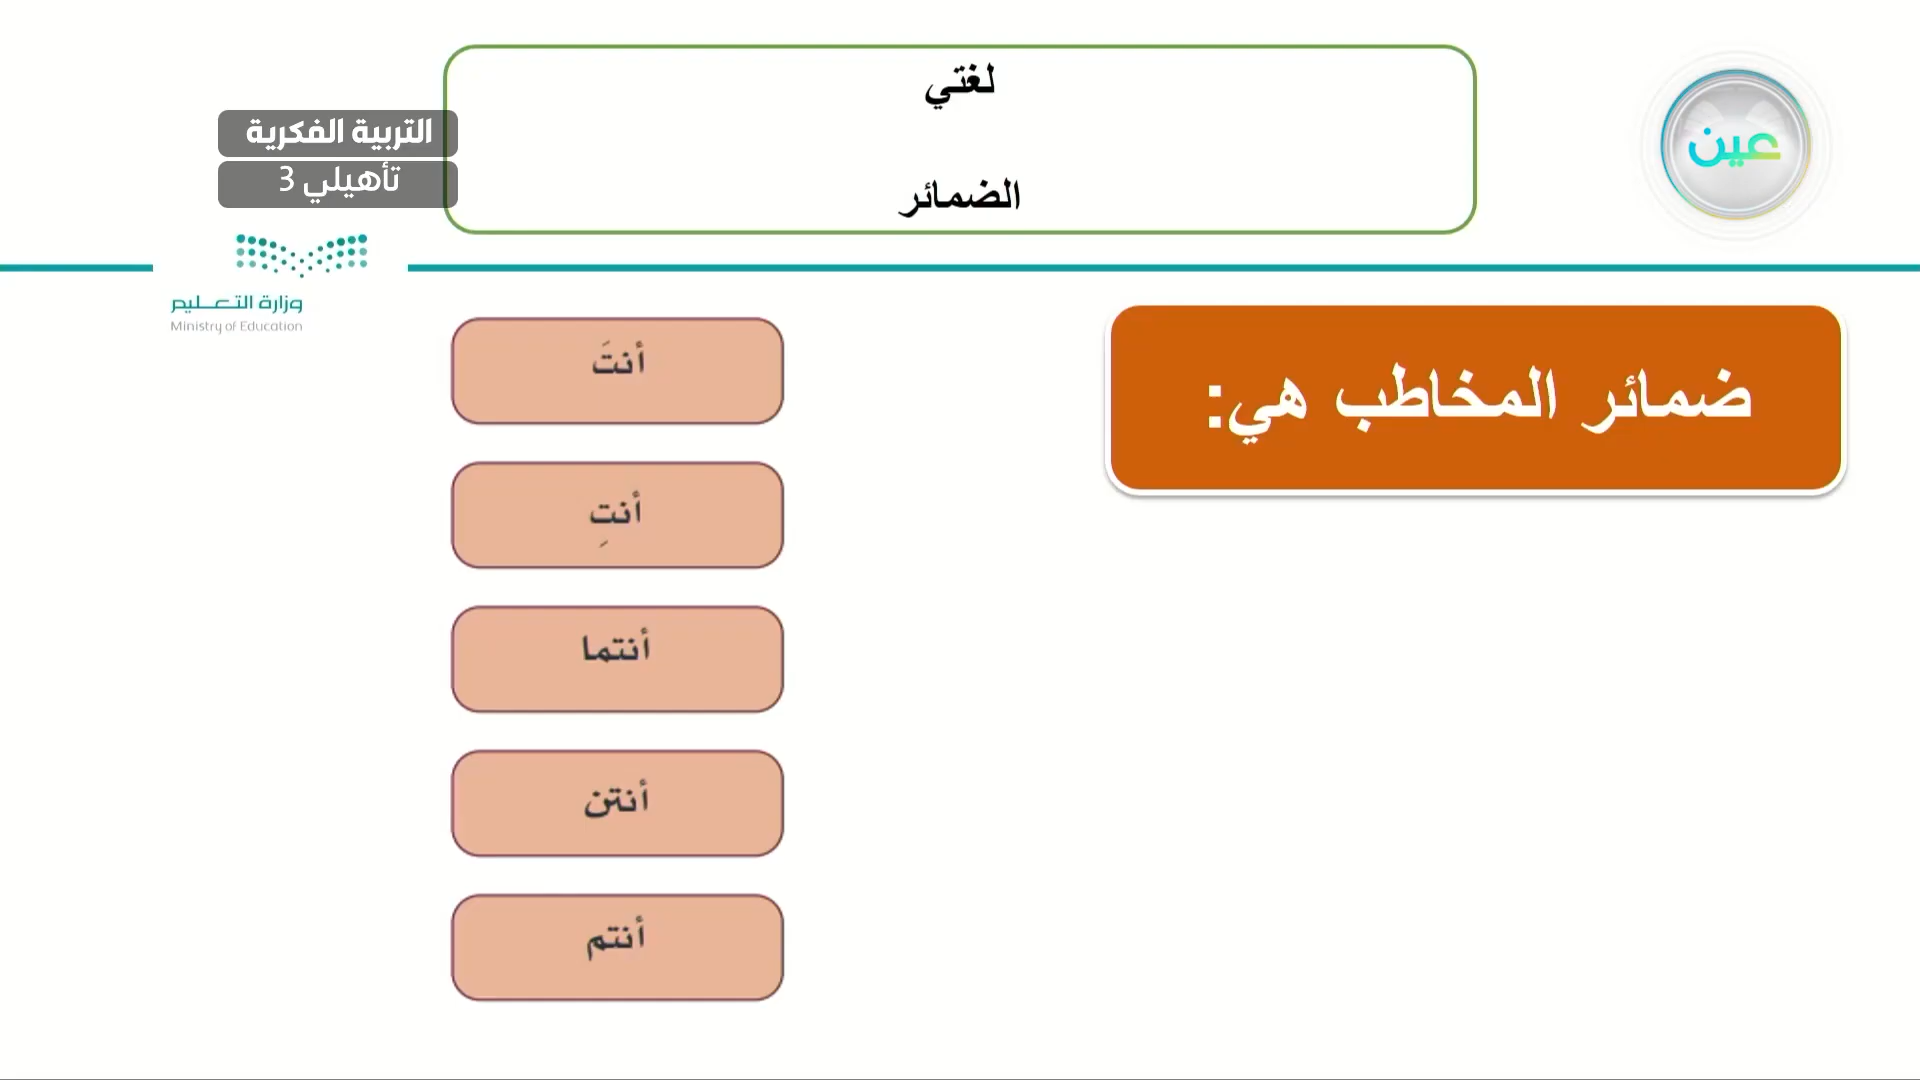 لغتي
الضمائر
عين
التربية الفكرية
تأهيلي 3
وزارة التعليم
Ministry of Education
ضمائر المخاطب هي:
أنتَ
أنتِ
أنتما
أنتن
أنتم